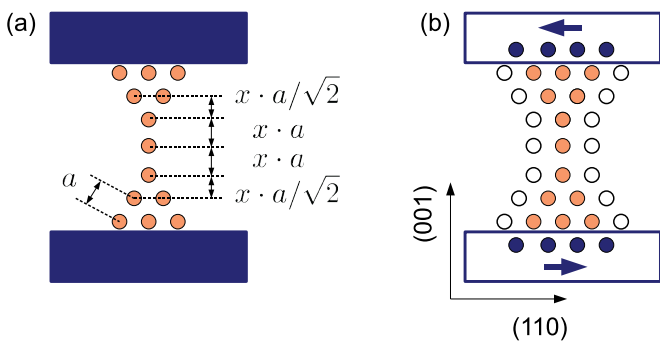 (a)
x · a/√2
x · a
x · a
x · a/√2
a
(b)
(001)
(110)